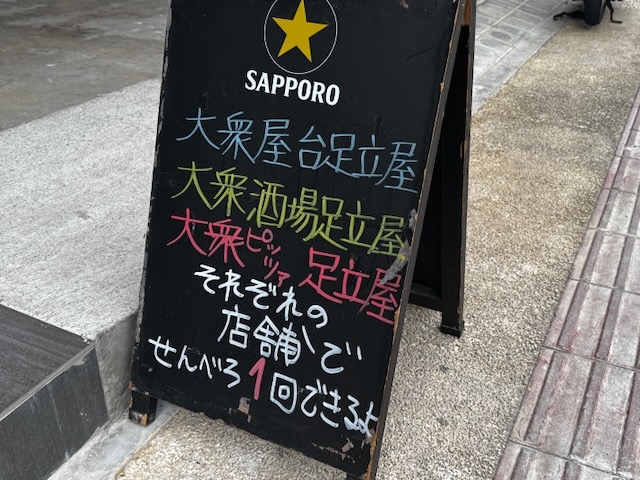 SAPPORO
大衆屋台足立屋
大衆酒場足立屋
大衆ピッツァ足立屋
それぞれの
店舗で
せんべろ1回できるよ